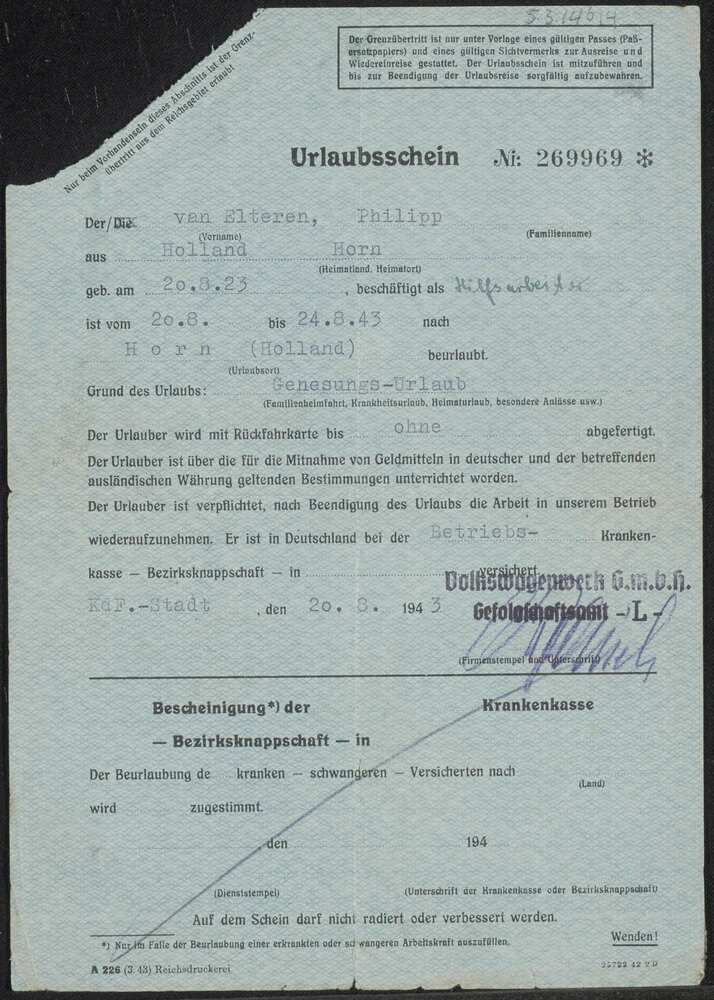 5.3.14614
Der Grenzübertritt ist nur unter Vorlage eines gültigen Passes (Paß-
ersatzpapiers) und eines gültigen Sichtvermerks zur Ausreise und
Wiedereinreise gestattet. Der Urlaubsschein ist mitzuführen und
bis zur Beendigung der Urlaubsreise sorgfältig aufzubewahren.
Nur beim Vorhandensein dieses Abschnitts ist der Grenz-
übertritt aus dem Reichsgebiet erlaubt
Urlaubsschein Nr. 269969 *
Der/Die van Elteren, Philipp
(Vorname) (Familienname)
aus Holland Horn
(Heimatland, Heimatort)
geb. am 20.8.23, beschäftigt als Hilfsarbeiter
ist vom 20.8. bis 24.8.43 nach
Horn (Holland) beurlaubt.
(Urlaubsort)
Grund des Urlaubs: Genesungs-Urlaub
(Familienheimfahrt, Krankheitsurlaub, Heimaturlaub, besondere Anlässe usw.)
Der Urlauber wird mit Rückfahrkarte bis ohne abgefertigt.
Der Urlauber ist über die für die Mitnahme von Geldmitteln in deutscher und der betreffenden
ausländischen Währung geltenden Bestimmungen unterrichtet worden.
Der Urlauber ist verpflichtet, nach Beendigung des Urlaubs die Arbeit in unserem Betrieb
wiederaufzunehmen. Er ist in Deutschland bei der Betriebs- Kranken-
kasse — Bezirksknappschaft — in versichert.
Volkswagenwerk G.m.b.H.
KdF.-Stadt, den 20. 8. 1943 Gefolgschaftsamt - L -
(Firmenstempel und Unterschrift)
Bescheinigung*) der Krankenkasse
— Bezirksknappschaft — in
Der Beurlaubung de kranken — schwangeren — Versicherten nach
(Land)
wird zugestimmt.
, den 194
(Dienststempel) (Unterschrift der Krankenkasse oder Bezirksknappschaft)
Auf dem Schein darf nicht radiert oder verbessert werden.
*) Nur im Falle der Beurlaubung einer erkrankten oder schwangeren Arbeitskraft auszufüllen.
Wenden!
A 226 (3. 43) Reichsdruckerei 25722 42 2 D